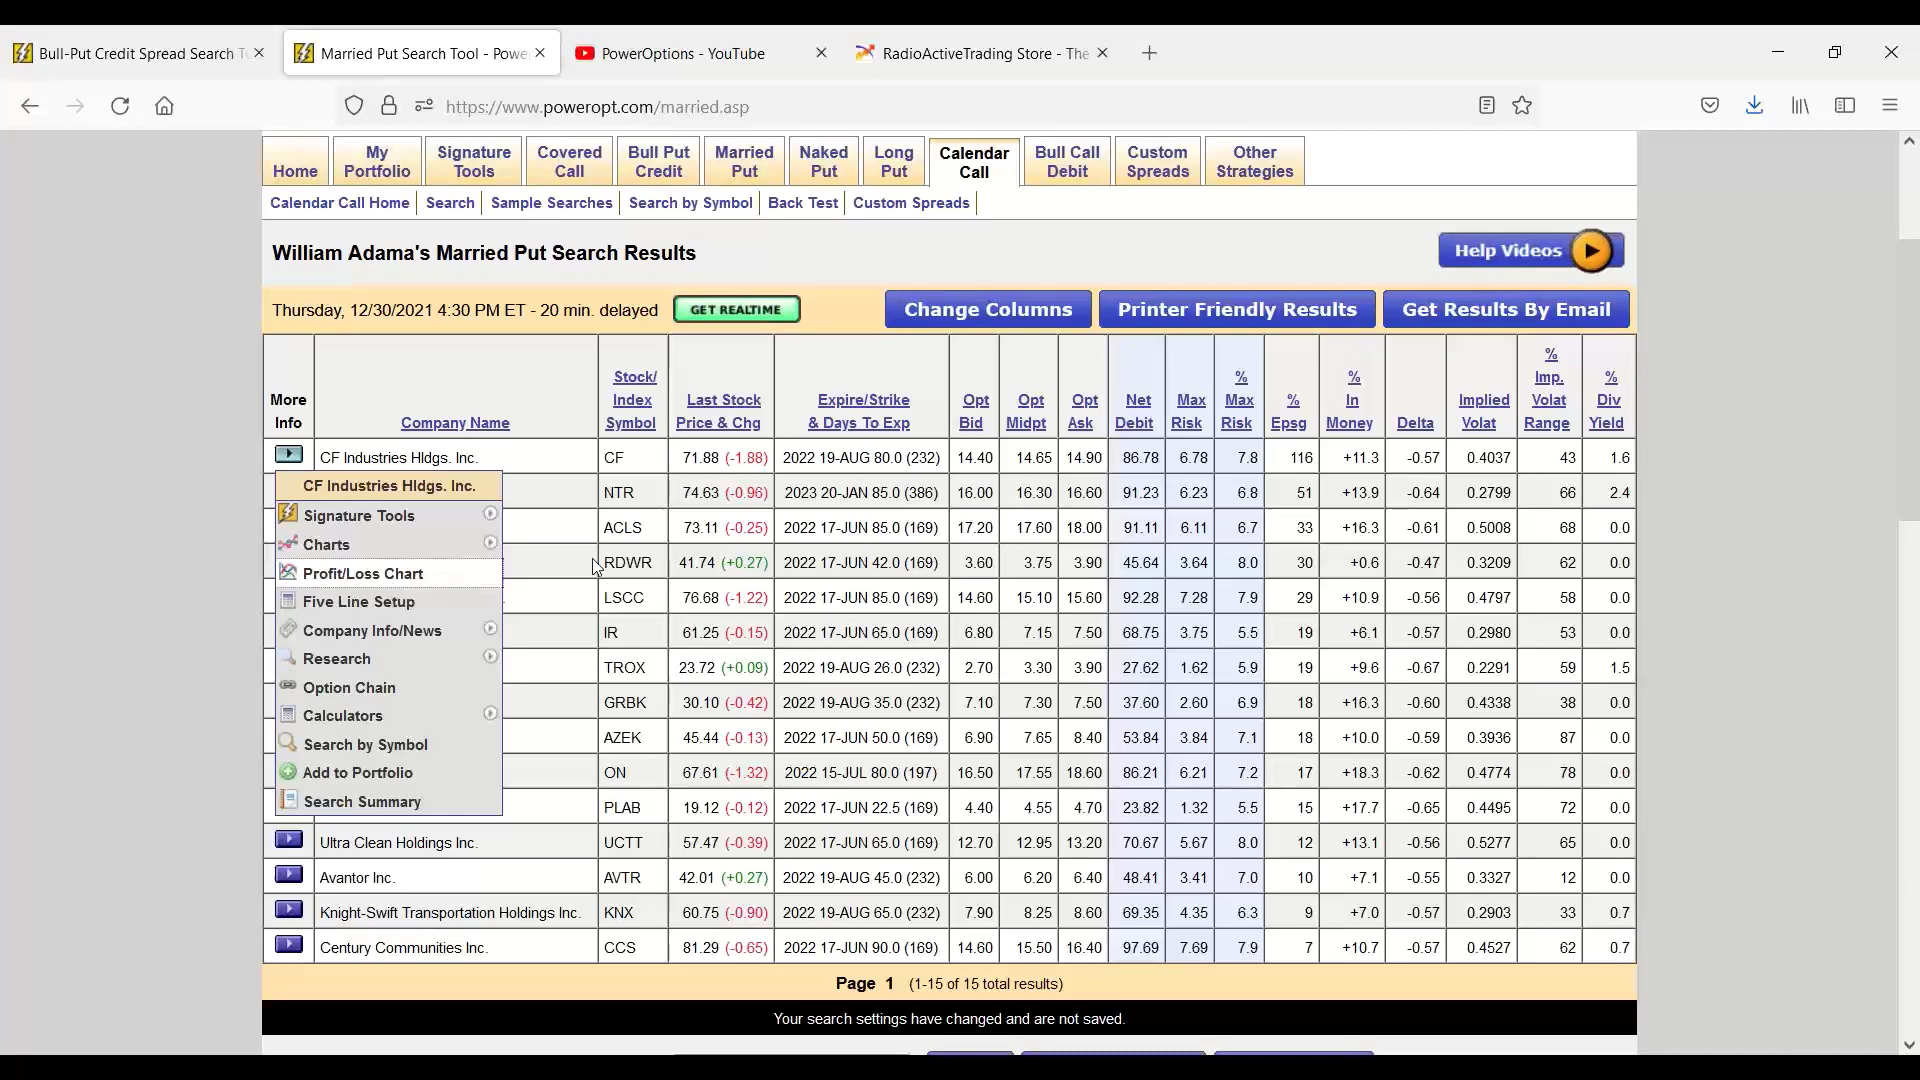 Bull-Put Credit Spread Search T
Married Put Search Tool - Powe
PowerOptions - YouTube
RadioActiveTrading Store - The
https://www.poweropt.com/married.asp
Home
My Portfolio
Signature Tools
Covered Call
Bull Put Credit
Married Put
Naked Put
Long Put
Calendar Call
Bull Call Debit
Custom Spreads
Other Strategies
Calendar Call Home | Search | Sample Searches | Search by Symbol | Back Test | Custom Spreads
William Adama's Married Put Search Results
Help Videos
Thursday, 12/30/2021 4:30 PM ET - 20 min. delayed GET REALTIME Change Columns Printer Friendly Results Get Results By Email
More Info Company Name Stock/ Index Symbol Last Stock Price & Chg Expire/Strike & Days To Exp Opt Bid Opt Midpt Opt Ask Net Debit Max Risk % Max Risk % Epsg % In Money Delta Implied Volat % Imp. Volat Range % Div Yield
CF Industries Hldgs. Inc. CF 71.88 (-1.88) 2022 19-AUG 80.0 (232) 14.40 14.65 14.90 86.78 6.78 7.8 116 +11.3 -0.57 0.4037 43 1.6
NTR 74.63 (-0.96) 2023 20-JAN 85.0 (386) 16.00 16.30 16.60 91.23 6.23 6.8 51 +13.9 -0.64 0.2799 66 2.4
ACLS 73.11 (-0.25) 2022 17-JUN 85.0 (169) 17.20 17.60 18.00 91.11 6.11 6.7 33 +16.3 -0.61 0.5008 68 0.0
RDWR 41.74 (+0.27) 2022 17-JUN 42.0 (169) 3.60 3.75 3.90 45.64 3.64 8.0 30 +0.6 -0.47 0.3209 62 0.0
LSCC 76.68 (-1.22) 2022 17-JUN 85.0 (169) 14.60 15.10 15.60 92.28 7.28 7.9 29 +10.9 -0.56 0.4797 58 0.0
IR 61.25 (-0.15) 2022 17-JUN 65.0 (169) 6.80 7.15 7.50 68.75 3.75 5.5 19 +6.1 -0.57 0.2980 53 0.0
TROX 23.72 (+0.09) 2022 19-AUG 26.0 (232) 2.70 3.30 3.90 27.62 1.62 5.9 19 +9.6 -0.67 0.2291 59 1.5
GRBK 30.10 (-0.42) 2022 19-AUG 35.0 (232) 7.10 7.30 7.50 37.60 2.60 6.9 18 +16.3 -0.60 0.4338 38 0.0
AZEK 45.44 (-0.13) 2022 17-JUN 50.0 (169) 6.90 7.65 8.40 53.84 3.84 7.1 18 +10.0 -0.59 0.3936 87 0.0
ON 67.61 (-1.32) 2022 15-JUL 80.0 (197) 16.50 17.55 18.60 86.21 6.21 7.2 17 +18.3 -0.62 0.4774 78 0.0
PLAB 19.12 (-0.12) 2022 17-JUN 22.5 (169) 4.40 4.55 4.70 23.82 1.32 5.5 15 +17.7 -0.65 0.4495 72 0.0
Ultra Clean Holdings Inc. UCTT 57.47 (-0.39) 2022 17-JUN 65.0 (169) 12.70 12.95 13.20 70.67 5.67 8.0 12 +13.1 -0.56 0.5277 65 0.0
Avantor Inc. AVTR 42.01 (+0.27) 2022 19-AUG 45.0 (232) 6.00 6.20 6.40 48.41 3.41 7.0 10 +7.1 -0.55 0.3327 12 0.0
Knight-Swift Transportation Holdings Inc. KNX 60.75 (-0.90) 2022 19-AUG 65.0 (232) 7.90 8.25 8.60 69.35 4.35 6.3 9 +7.0 -0.57 0.2903 33 0.7
Century Communities Inc. CCS 81.29 (-0.65) 2022 17-JUN 90.0 (169) 14.60 15.50 16.40 97.69 7.69 7.9 7 +10.7 -0.57 0.4527 62 0.7
CF Industries Hldgs. Inc.
Signature Tools
Charts
Profit/Loss Chart
Five Line Setup
Company Info/News
Research
Option Chain
Calculators
Search by Symbol
Add to Portfolio
Search Summary
Page 1 (1-15 of 15 total results)
Your search settings have changed and are not saved.